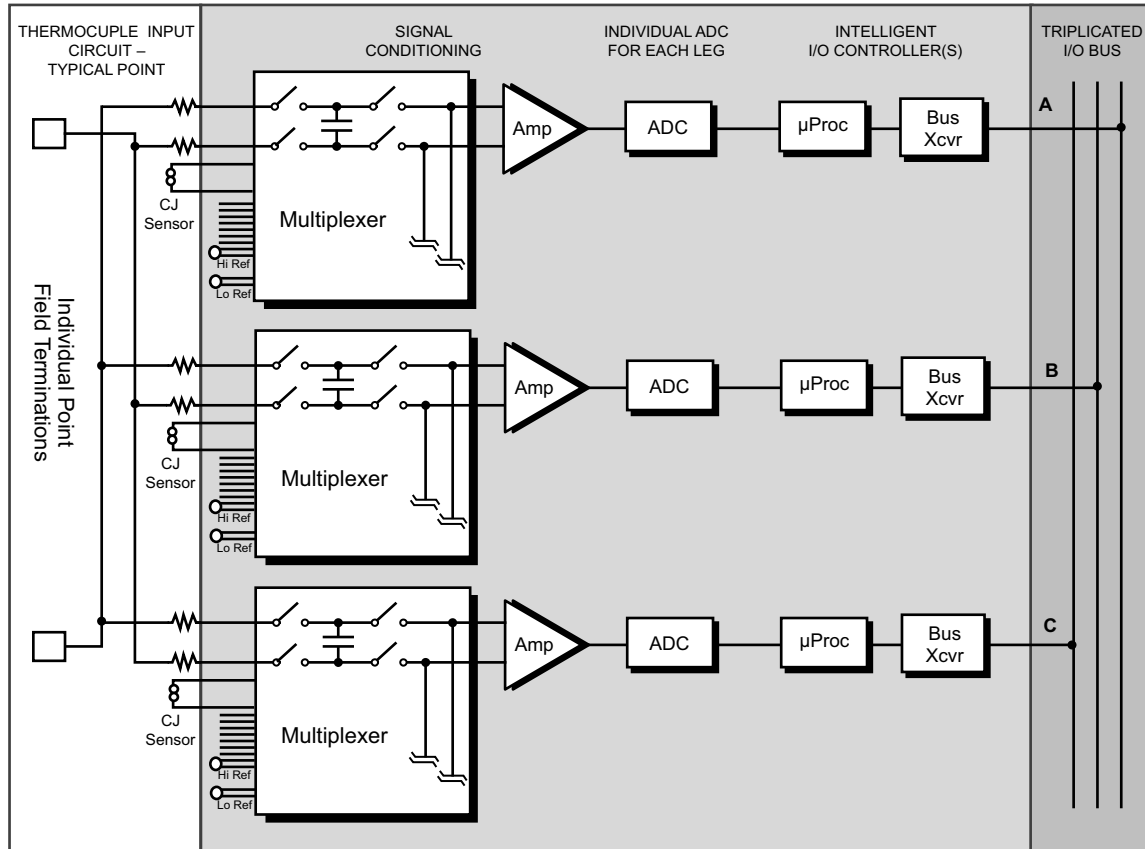 THERMOCUPLE INPUT
CIRCUIT –
TYPICAL POINT
SIGNAL
CONDITIONING
INDIVIDUAL ADC
FOR EACH LEG
INTELLIGENT
I/O CONTROLLER(S)
TRIPLICATED
I/O BUS
Individual Point
Field Terminations
CJ
Sensor
Hi Ref
Lo Ref
Multiplexer
Amp
ADC
µProc
Bus
Xcvr
A
CJ
Sensor
Hi Ref
Lo Ref
Multiplexer
Amp
ADC
µProc
Bus
Xcvr
B
CJ
Sensor
Hi Ref
Lo Ref
Multiplexer
Amp
ADC
µProc
Bus
Xcvr
C